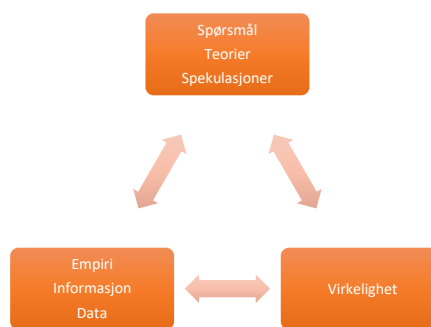 Spørsmål
Teorier
Spekulasjoner
Empiri
Informasjon
Data
Virkelighet